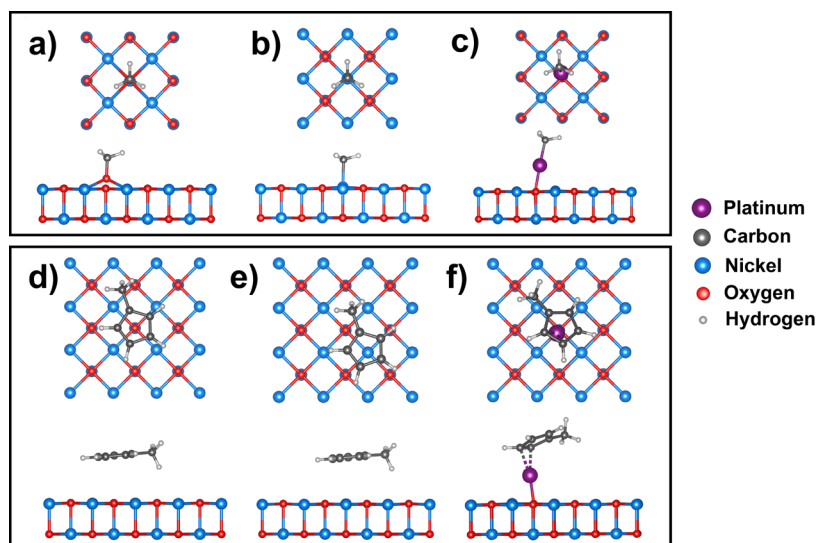 a)
b)
c)
d)
e)
f)
Platinum
Carbon
Nickel
Oxygen
Hydrogen